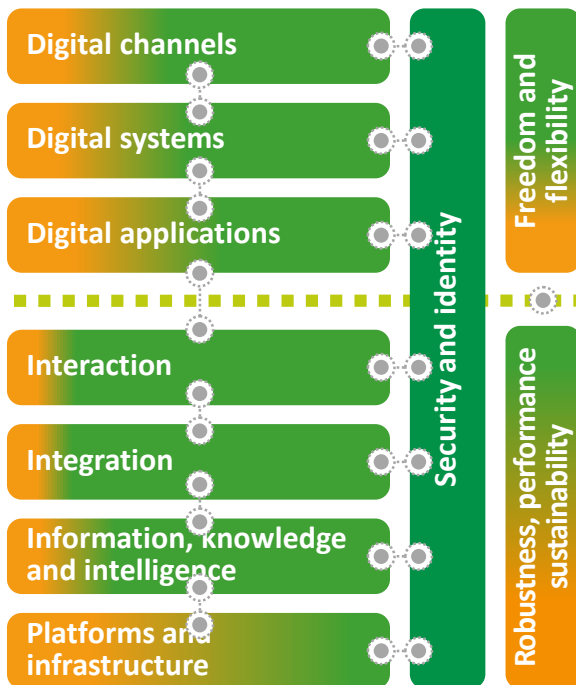 Digital channels
Digital systems
Digital applications
Interaction
Integration
Information, knowledge
and intelligence
Platforms and
infrastructure
Security and identity
Freedom and
flexibility
Robustness, performance
sustainability